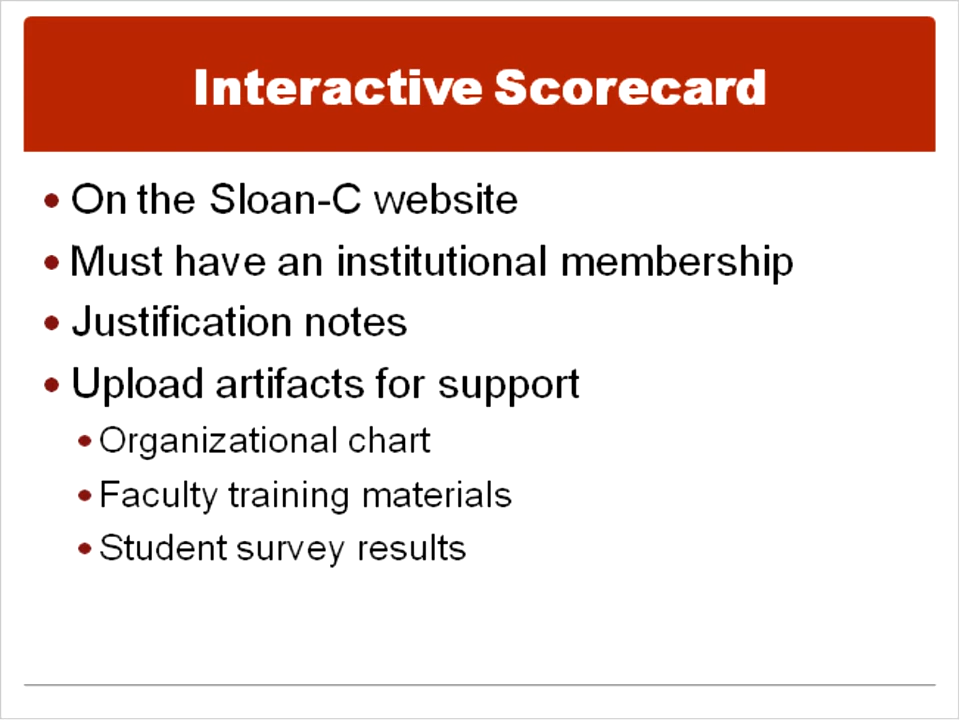 Interactive Scorecard
On the Sloan-C website
Must have an institutional membership
Justification notes
Upload artifacts for support
Organizational chart
Faculty training materials
Student survey results